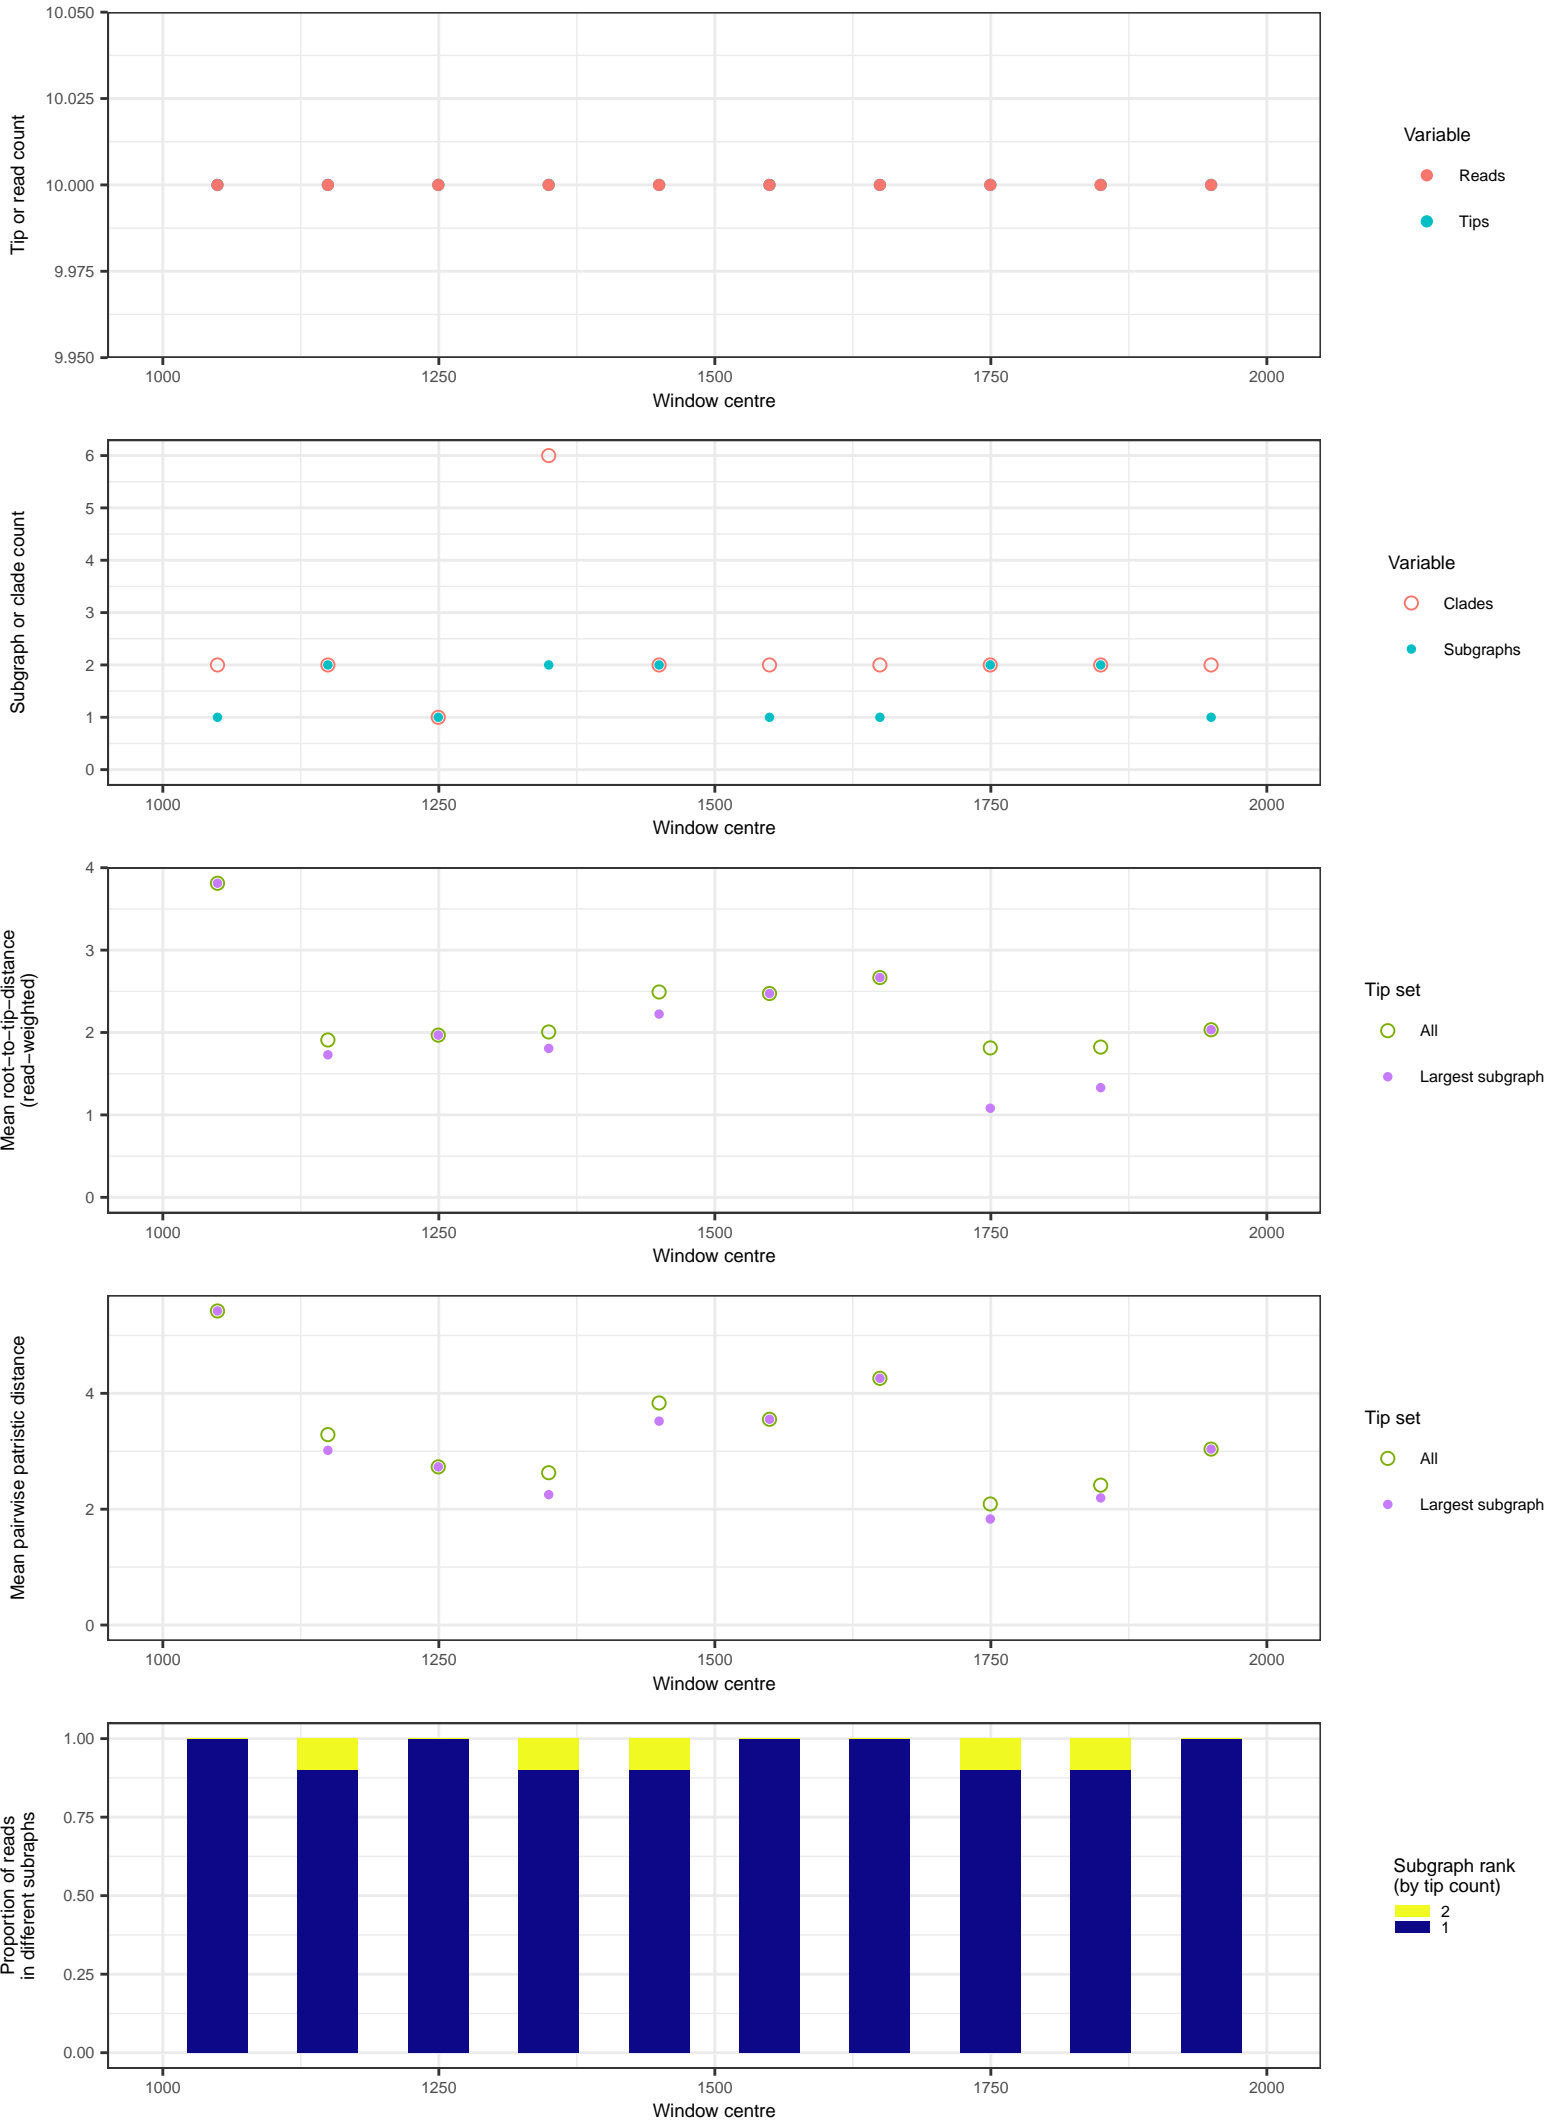 10.050
10.025
10.000
9.975
9.950
Tip or read count
1000 1250 1500 1750 2000
Window centre
Variable
Reads
Tips
6
5
4
3
2
1
0
Subgraph or clade count
1000 1250 1500 1750 2000
Window centre
Variable
Clades
Subgraphs
4
3
2
1
0
Mean root−to−tip−distance
(read−weighted)
1000 1250 1500 1750 2000
Window centre
Tip set
All
Largest subgraph
4
2
0
Mean pairwise patristic distance
1000 1250 1500 1750 2000
Window centre
Tip set
All
Largest subgraph
1.00
0.75
0.50
0.25
0.00
Proportion of reads
in different subraphs
1000 1250 1500 1750 2000
Window centre
Subgraph rank
(by tip count)
2
1